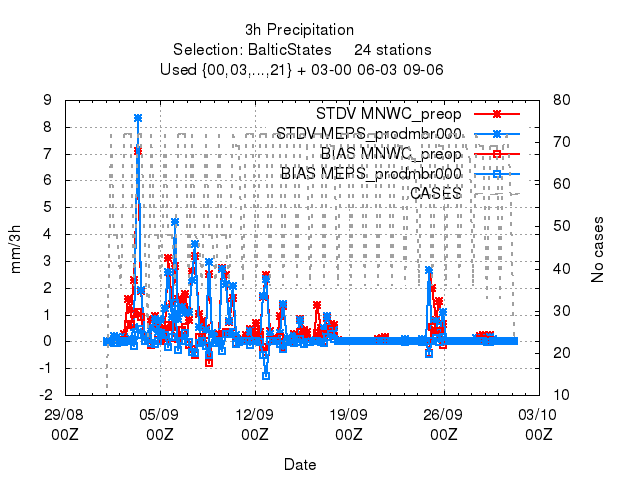 3h Precipitation
Selection: BalticStates 24 stations
Used {00,03,...,21} + 03-00 06-03 09-06
9
8
7
6
5
4
3
2
1
0
-1
-2
mm/3h
80
70
60
50
40
30
20
10
No cases
STDV MNWC_preop
STDV MEPS_prodmbr000
BIAS MNWC_preop
BIAS MEPS_prodmbr000
CASES
29/08 05/09 12/09 19/09 26/09 03/10
00Z 00Z 00Z 00Z 00Z 00Z
Date